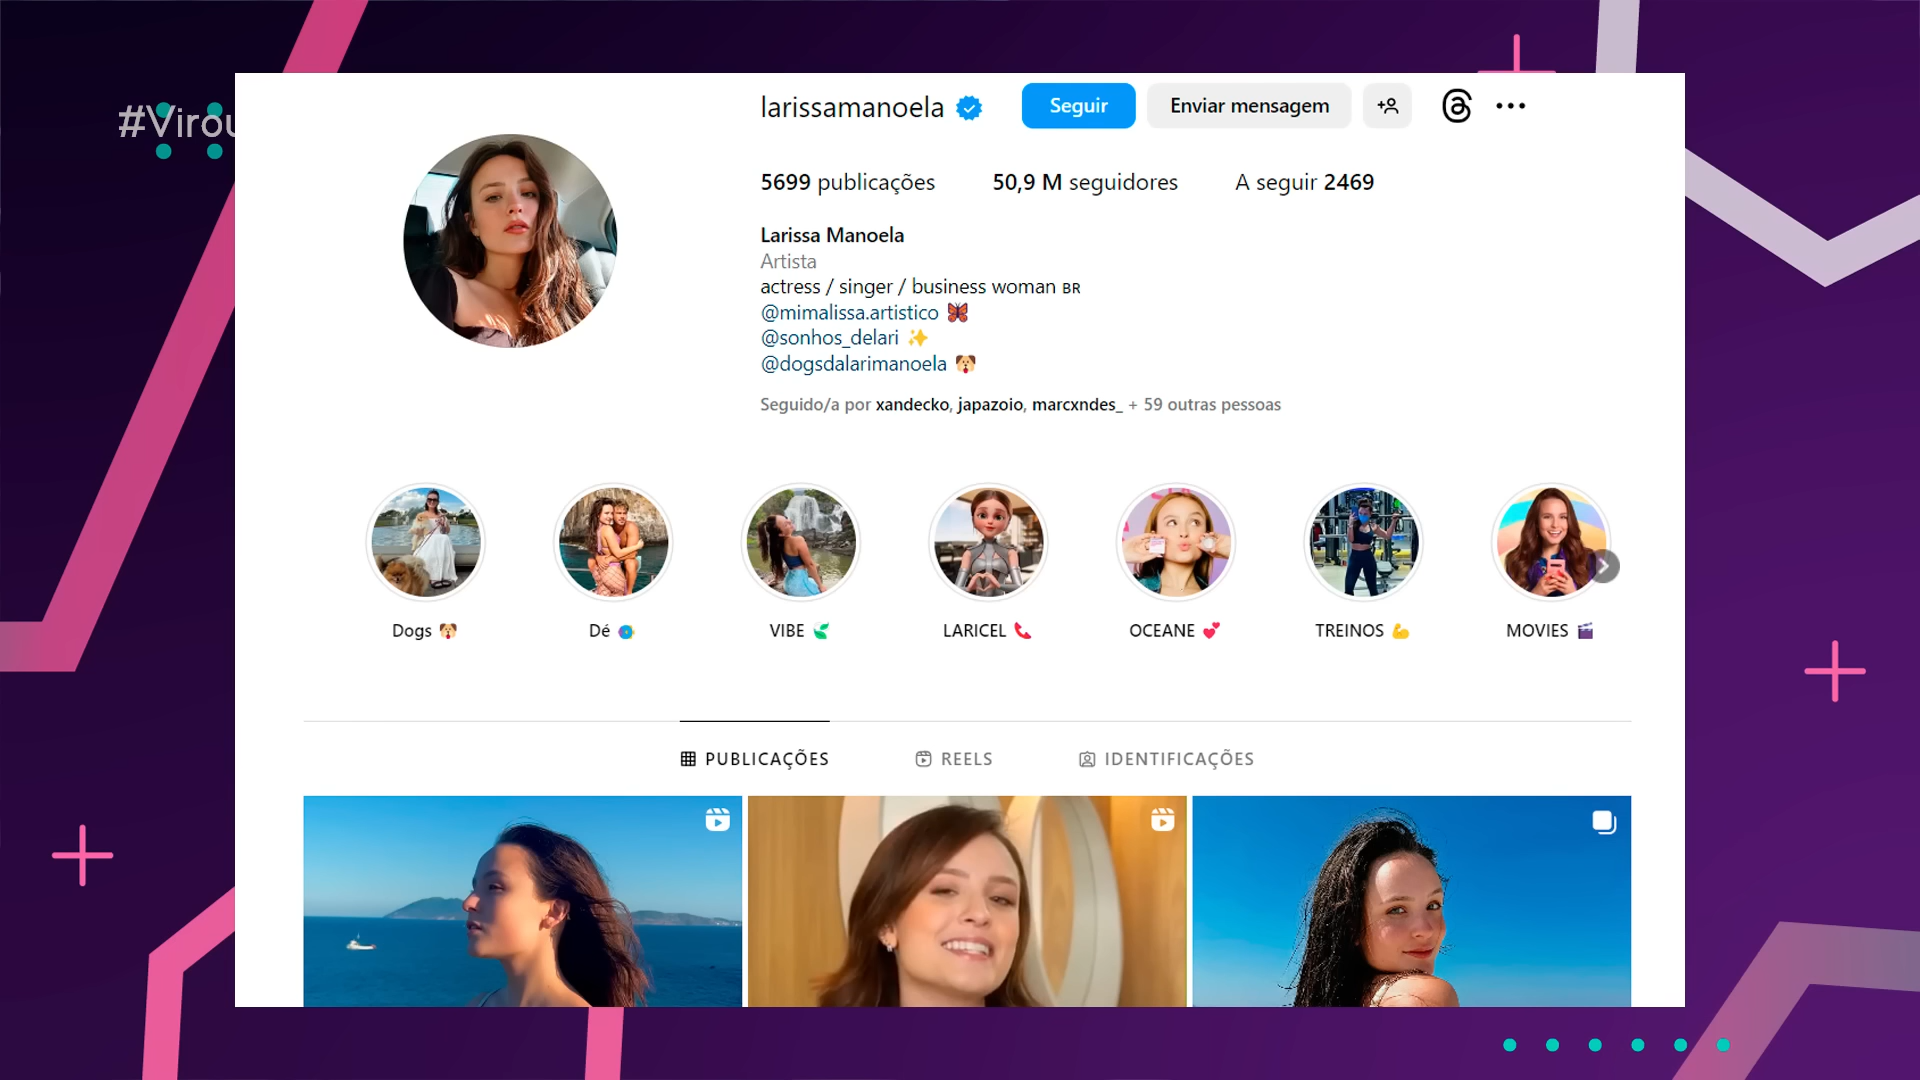 #Virou
larissamanoela
Seguir
Enviar mensagem
5699 publicações
50,9 M seguidores
A seguir 2469
Larissa Manoela
Artista
actress / singer / business woman BR
@mimalissa.artistico 🦋
@sonhos_delari ✨
@dogsdalarimanoela 🐶
Seguido/a por xandecko, japazoio, marcxndes_ + 59 outras pessoas
Dogs 🐶
Dé
VIBE 🍃
LARICEL 📞
OCEANE 💕
TREINOS 💪
MOVIES 🎬
PUBLICAÇÕES
REELS
IDENTIFICAÇÕES